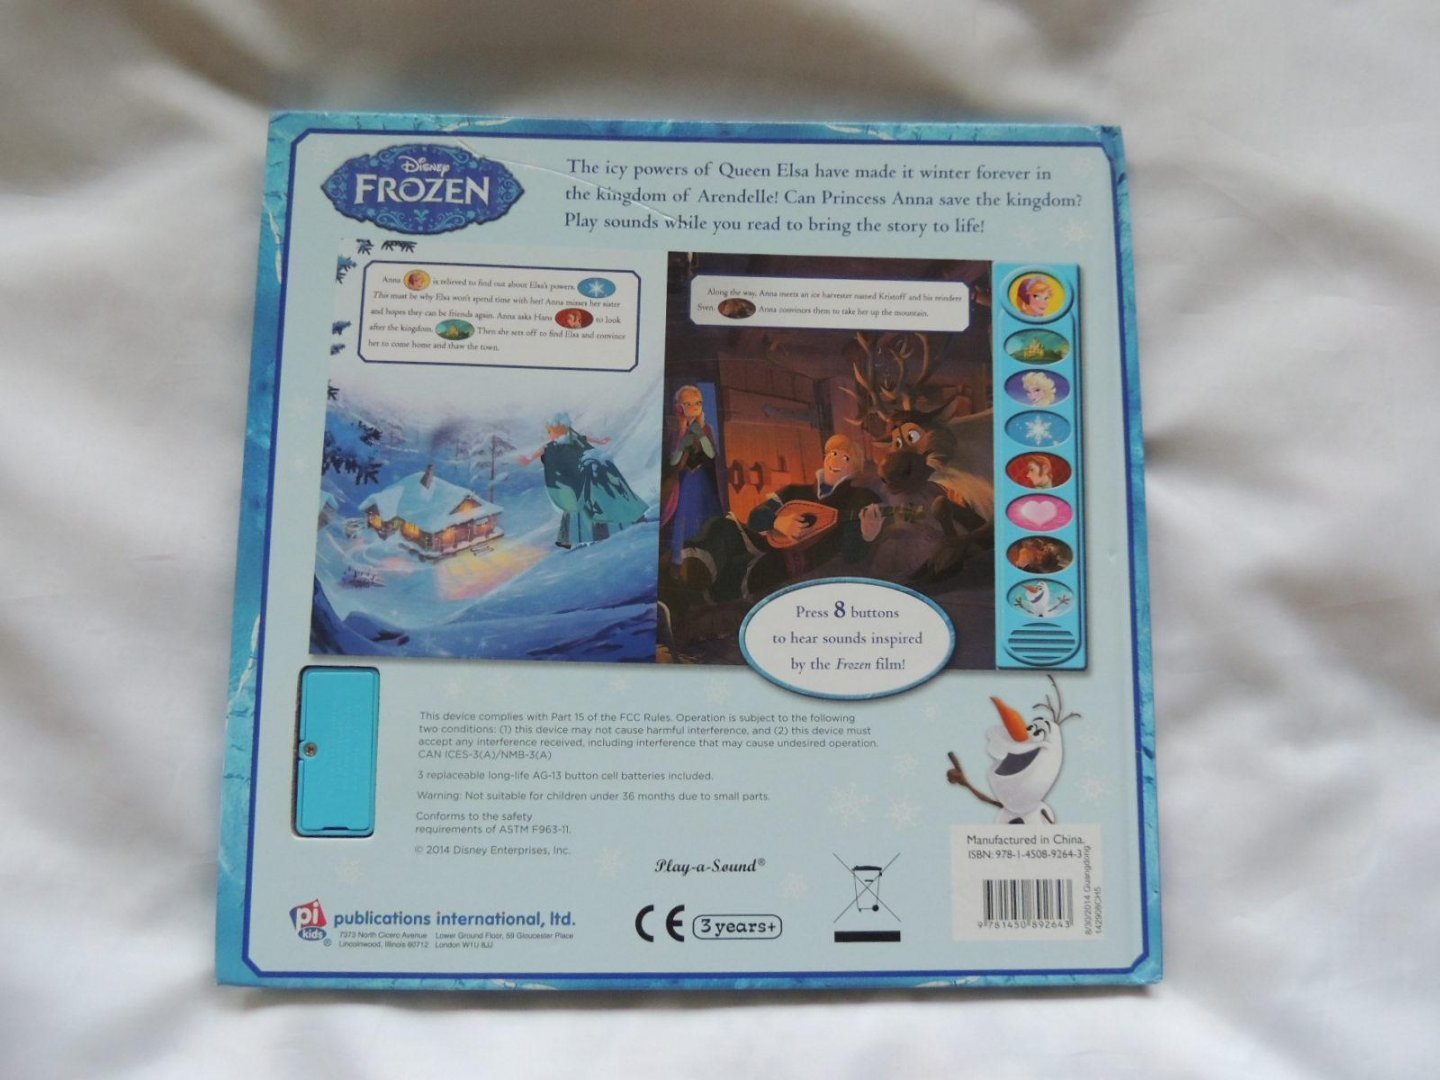 Disney
FROZEN
The icy powers of Queen Elsa have made it winter forever in
the kingdom of Arendelle! Can Princess Anna save the kingdom?
Play sounds while you read to bring the story to life!
Anna is relieved to find out about Elsa's powers.
This must be why Elsa won't spend time with her! Anna misses her sister
and hopes they can be friends again. Anna asks Hans to look
after the kingdom. Then she sets off to find Elsa and convince
her to come home and thaw the town.
Along the way, Anna meets an ice harvester named Kristoff and his reindeer
Sven. Anna convinces them to take her up the mountain.
Press 8 buttons
to hear sounds inspired
by the Frozen film!
This device complies with Part 15 of the FCC Rules. Operation is subject to the following
two conditions: (1) this device may not cause harmful interference, and (2) this device must
accept any interference received, including interference that may cause undesired operation.
CAN ICES-3(A)/NMB-3(A)
3 replaceable long-life AG-13 button cell batteries included.
Warning: Not suitable for children under 36 months due to small parts.
Conforms to the safety
requirements of ASTM F963-11.
© 2014 Disney Enterprises, Inc.
Play-a-Sound®
pi
kids®
publications international, ltd.
7373 North Cicero Avenue Lower Ground Floor, 59 Gloucester Place
Lincolnwood, Illinois 60712 London W1U 8JJ
CE
3 years+
Manufactured in China.
ISBN: 978-1-4508-9264-3
9 781450 892643
8/30/2014 Guangdong
142908CH5